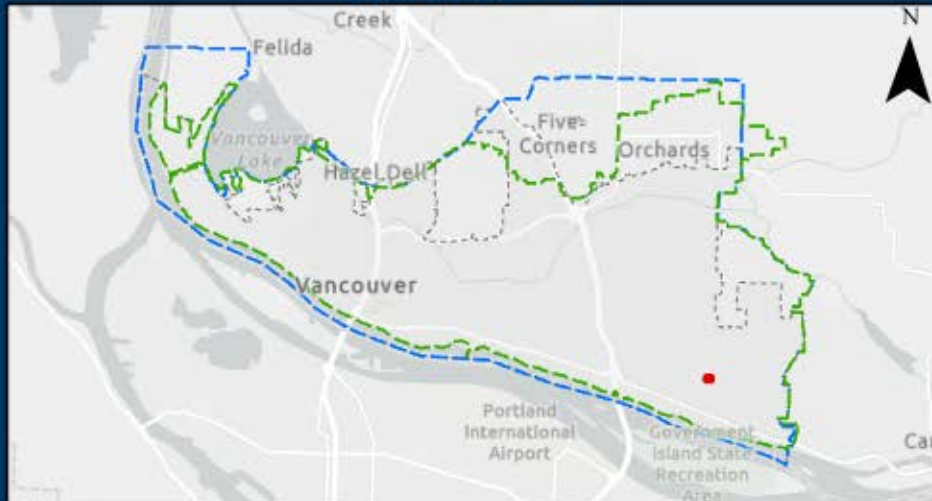 N
Creek
Felida
Vancouver
Lake
Five
Corners
Orchards
Hazel Dell
Vancouver
Portland
International
Airport
Government
Island State
Recreation
Area
Ca